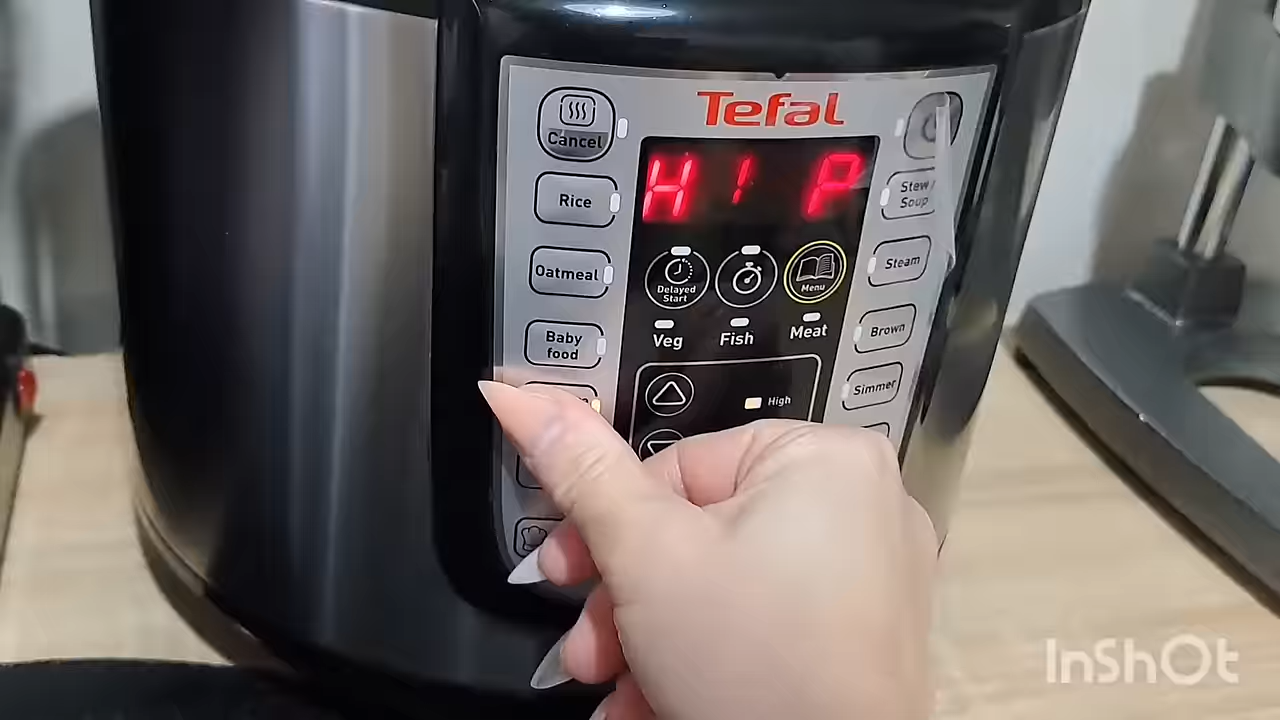 Tefal
Cancel
H I P
Rice
Stew/
Soup
Oatmeal
Delayed
Start
Menu
Steam
Baby
food
Veg
Fish
Meat
Brown
High
Simmer
InShOt